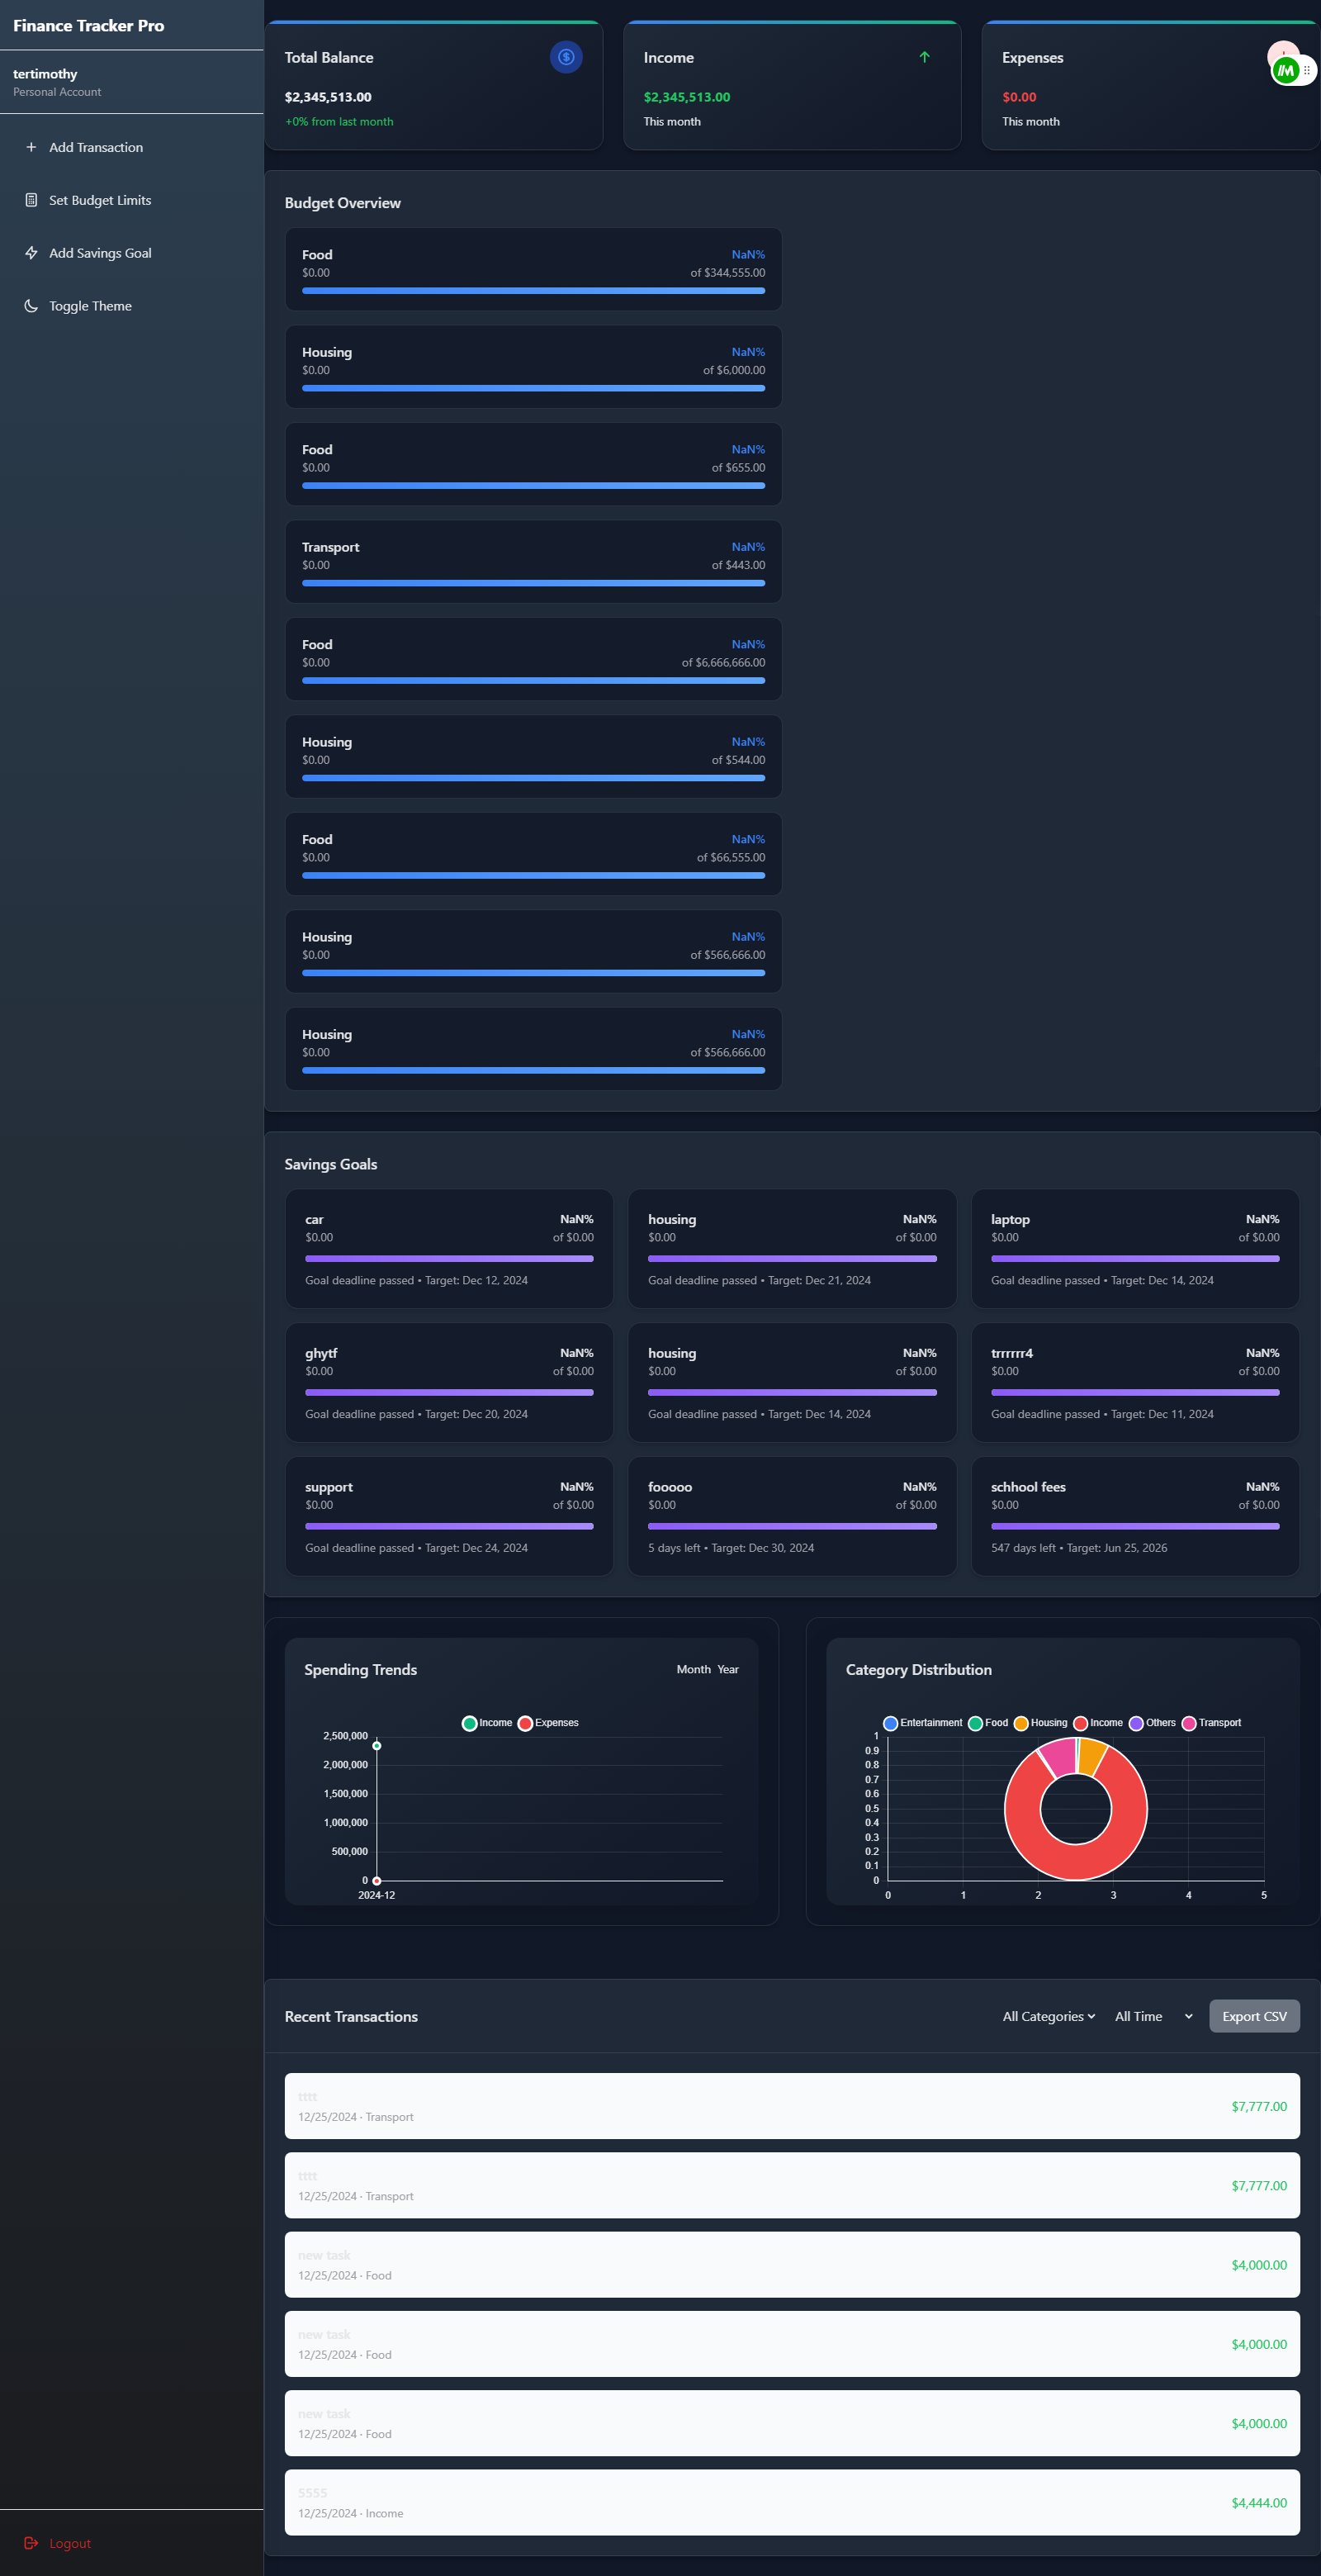 Finance Tracker Pro
tertimothy
Personal Account
Add Transaction
Set Budget Limits
Add Savings Goal
Toggle Theme
Logout
Total Balance
$2,345,513.00
+0% from last month
Income
$2,345,513.00
This month
Expenses
$0.00
This month
Budget Overview
Food NaN%
$0.00 of $344,555.00
Housing NaN%
$0.00 of $6,000.00
Food NaN%
$0.00 of $655.00
Transport NaN%
$0.00 of $443.00
Food NaN%
$0.00 of $6,666,666.00
Housing NaN%
$0.00 of $544.00
Food NaN%
$0.00 of $66,555.00
Housing NaN%
$0.00 of $566,666.00
Housing NaN%
$0.00 of $566,666.00
Savings Goals
car NaN%
$0.00 of $0.00
Goal deadline passed • Target: Dec 12, 2024
housing NaN%
$0.00 of $0.00
Goal deadline passed • Target: Dec 21, 2024
laptop NaN%
$0.00 of $0.00
Goal deadline passed • Target: Dec 14, 2024
ghytf NaN%
$0.00 of $0.00
Goal deadline passed • Target: Dec 20, 2024
housing NaN%
$0.00 of $0.00
Goal deadline passed • Target: Dec 14, 2024
trrrrrr4 NaN%
$0.00 of $0.00
Goal deadline passed • Target: Dec 11, 2024
support NaN%
$0.00 of $0.00
Goal deadline passed • Target: Dec 24, 2024
fooooo NaN%
$0.00 of $0.00
5 days left • Target: Dec 30, 2024
schhool fees NaN%
$0.00 of $0.00
547 days left • Target: Jun 25, 2026
Spending Trends Month Year
Income Expenses
2,500,000
2,000,000
1,500,000
1,000,000
500,000
0
2024-12
Category Distribution
Entertainment Food Housing Income Others Transport
1
0.9
0.8
0.7
0.6
0.5
0.4
0.3
0.2
0.1
0
0 1 2 3 4 5
Recent Transactions All Categories All Time Export CSV
tttt
12/25/2024 · Transport $7,777.00
tttt
12/25/2024 · Transport $7,777.00
new task
12/25/2024 · Food $4,000.00
new task
12/25/2024 · Food $4,000.00
new task
12/25/2024 · Food $4,000.00
5555
12/25/2024 · Income $4,444.00